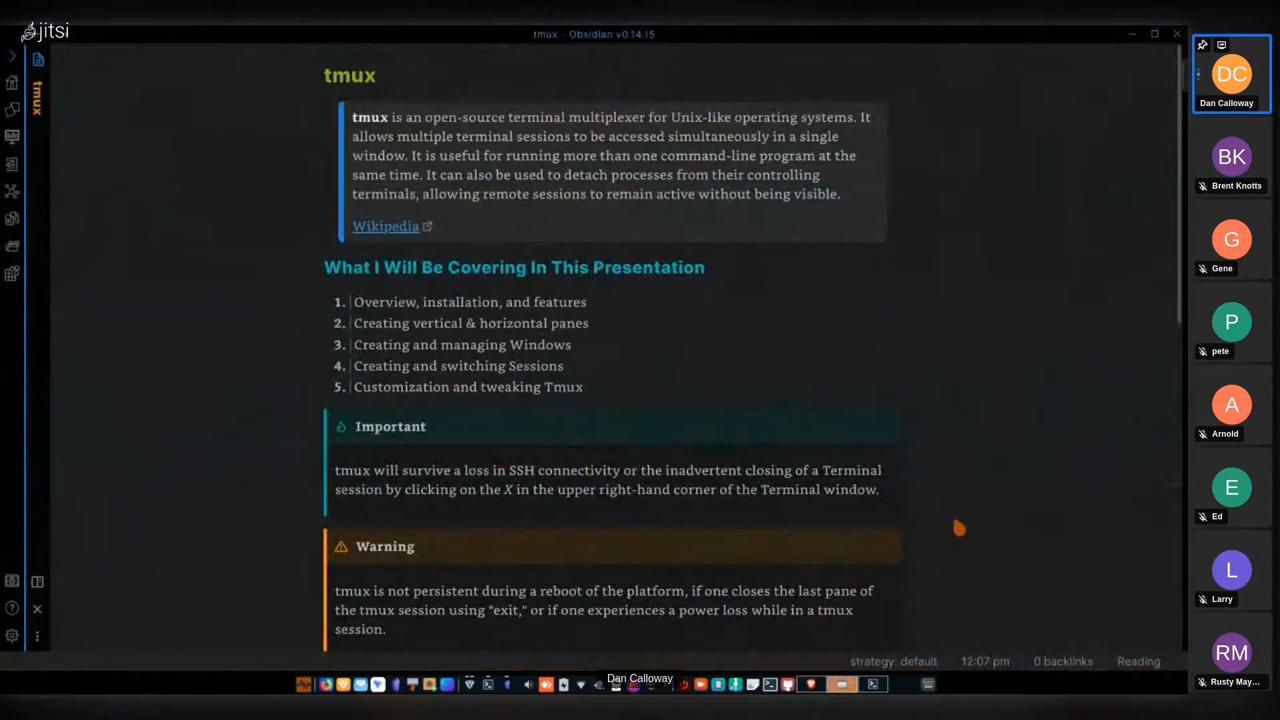 jitsi
tmux - Obsidian v0.14.15
tmux
tmux
tmux is an open-source terminal multiplexer for Unix-like operating systems. It
allows multiple terminal sessions to be accessed simultaneously in a single
window. It is useful for running more than one command-line program at the
same time. It can also be used to detach processes from their controlling
terminals, allowing remote sessions to remain active without being visible.
Wikipedia
What I Will Be Covering In This Presentation
1. Overview, installation, and features
2. Creating vertical & horizontal panes
3. Creating and managing Windows
4. Creating and switching Sessions
5. Customization and tweaking Tmux
Important
tmux will survive a loss in SSH connectivity or the inadvertent closing of a Terminal
session by clicking on the X in the upper right-hand corner of the Terminal window.
Warning
tmux is not persistent during a reboot of the platform, if one closes the last pane of
the tmux session using "exit," or if one experiences a power loss while in a tmux
session.
strategy: default 12:07 pm 0 backlinks Reading
Dan Calloway
DC
Dan Calloway
BK
Brent Knotts
G
Gene
P
pete
A
Arnold
E
Ed
L
Larry
RM
Rusty May...